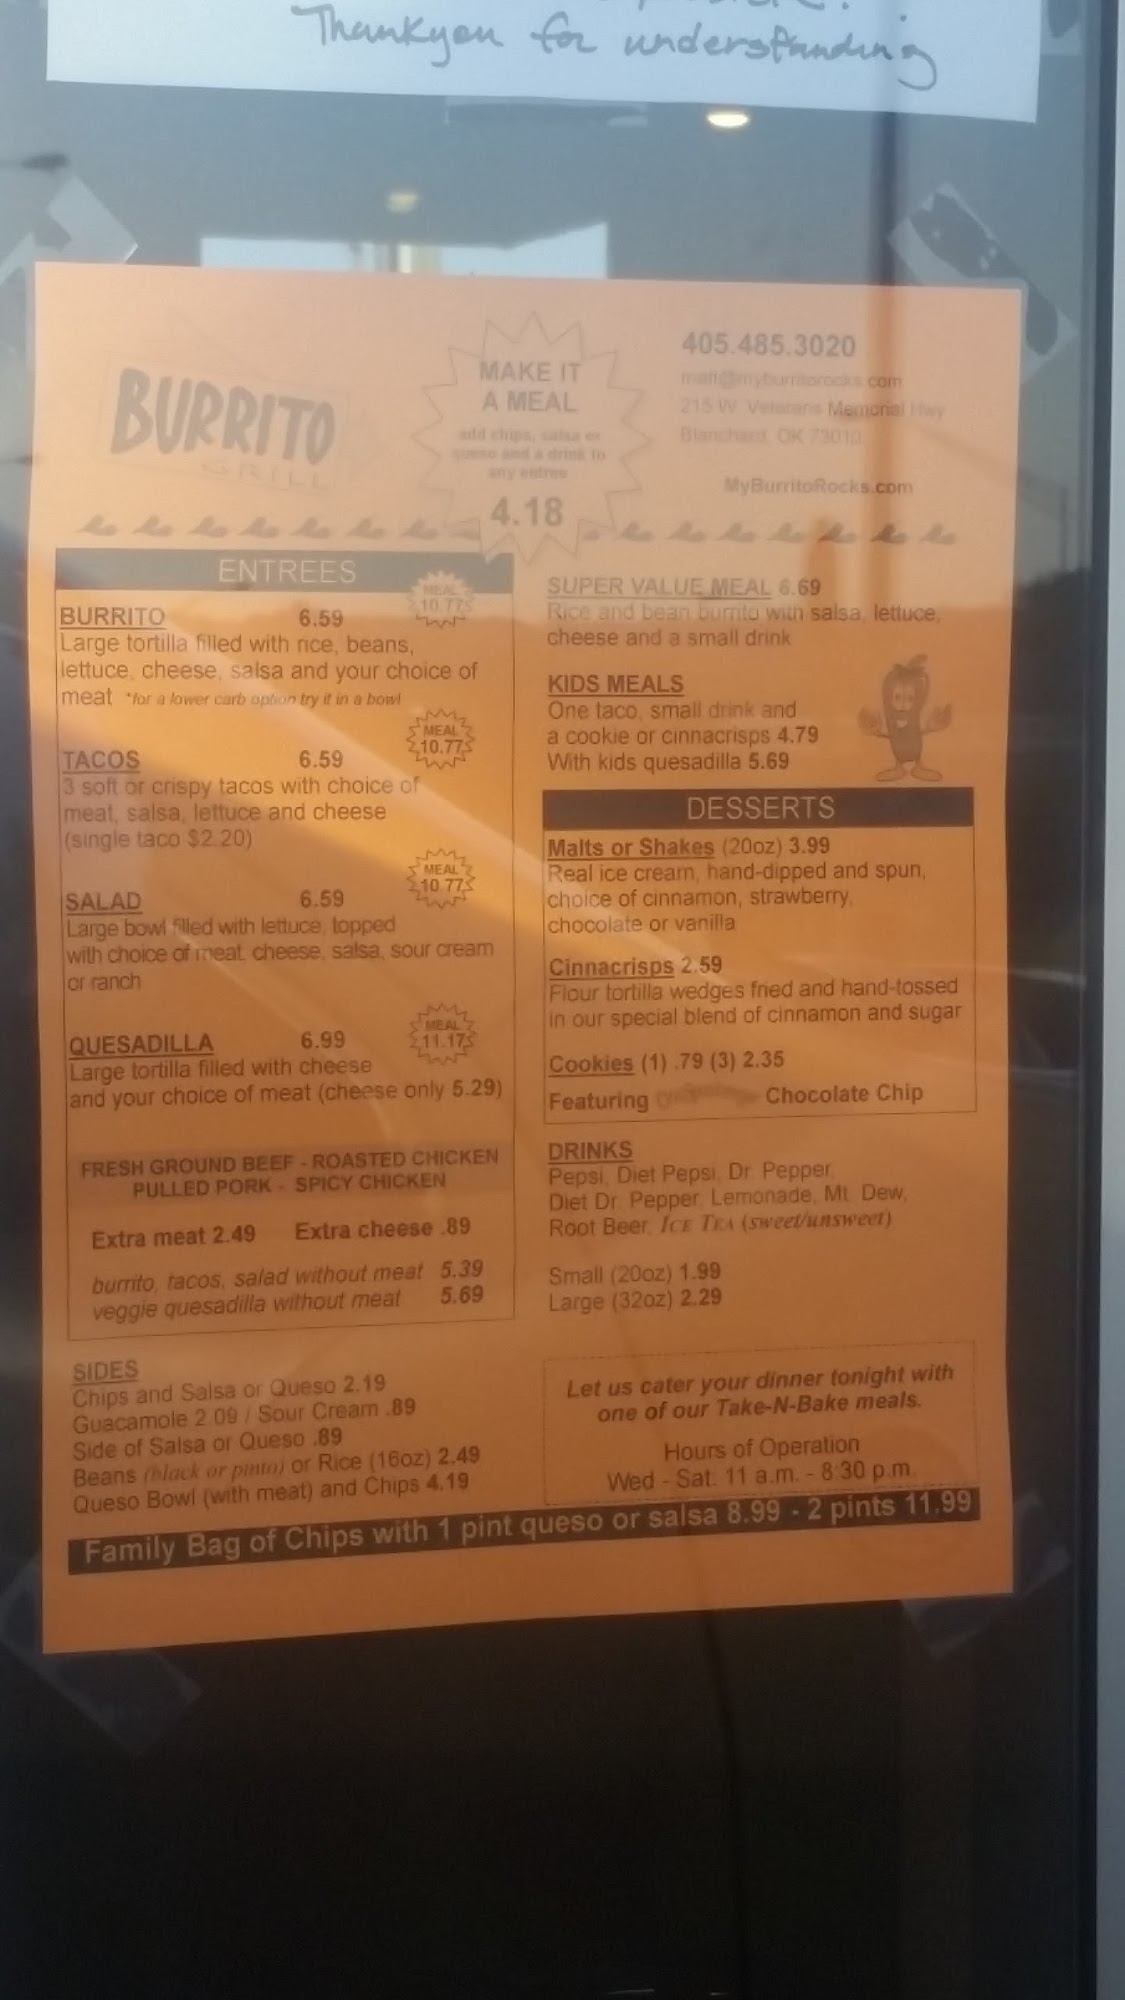 Thankyou for understanding
BURRITO
GRILL
MAKE IT
A MEAL
add chips, salsa or
queso and a drink to
any entree
4.18
405.485.3020
matt@myburritorocks.com
215 W. Veterans Memorial Hwy
Blanchard, OK 73010
MyBurritoRocks.com
ENTREES
BURRITO 6.59
MEAL
10.77
Large tortilla filled with rice, beans,
lettuce, cheese, salsa and your choice of
meat *for a lower carb option try it in a bowl
TACOS 6.59
MEAL
10.77
3 soft or crispy tacos with choice of
meat, salsa, lettuce and cheese
(single taco $2.20)
SALAD 6.59
MEAL
10.77
Large bowl filled with lettuce, topped
with choice of meat, cheese, salsa, sour cream
or ranch
QUESADILLA 6.99
MEAL
11.17
Large tortilla filled with cheese
and your choice of meat (cheese only 5.29)
FRESH GROUND BEEF - ROASTED CHICKEN
PULLED PORK - SPICY CHICKEN
Extra meat 2.49 Extra cheese .89
burrito, tacos, salad without meat 5.39
veggie quesadilla without meat 5.69
SIDES
Chips and Salsa or Queso 2.19
Guacamole 2.09 / Sour Cream .89
Side of Salsa or Queso .89
Beans (black or pinto) or Rice (16oz) 2.49
Queso Bowl (with meat) and Chips 4.19
SUPER VALUE MEAL 6.69
Rice and bean burrito with salsa, lettuce,
cheese and a small drink
KIDS MEALS
One taco, small drink and
a cookie or cinnacrisps 4.79
With kids quesadilla 5.69
DESSERTS
Malts or Shakes (20oz) 3.99
Real ice cream, hand-dipped and spun,
choice of cinnamon, strawberry,
chocolate or vanilla
Cinnacrisps 2.59
Flour tortilla wedges fried and hand-tossed
in our special blend of cinnamon and sugar
Cookies (1) .79 (3) 2.35
Featuring Chocolate Chip
DRINKS
Pepsi, Diet Pepsi, Dr. Pepper,
Diet Dr. Pepper, Lemonade, Mt. Dew,
Root Beer, ICE TEA (sweet/unsweet)
Small (20oz) 1.99
Large (32oz) 2.29
Let us cater your dinner tonight with
one of our Take-N-Bake meals.
Hours of Operation
Wed - Sat: 11 a.m. - 8:30 p.m.
Family Bag of Chips with 1 pint queso or salsa 8.99 - 2 pints 11.99